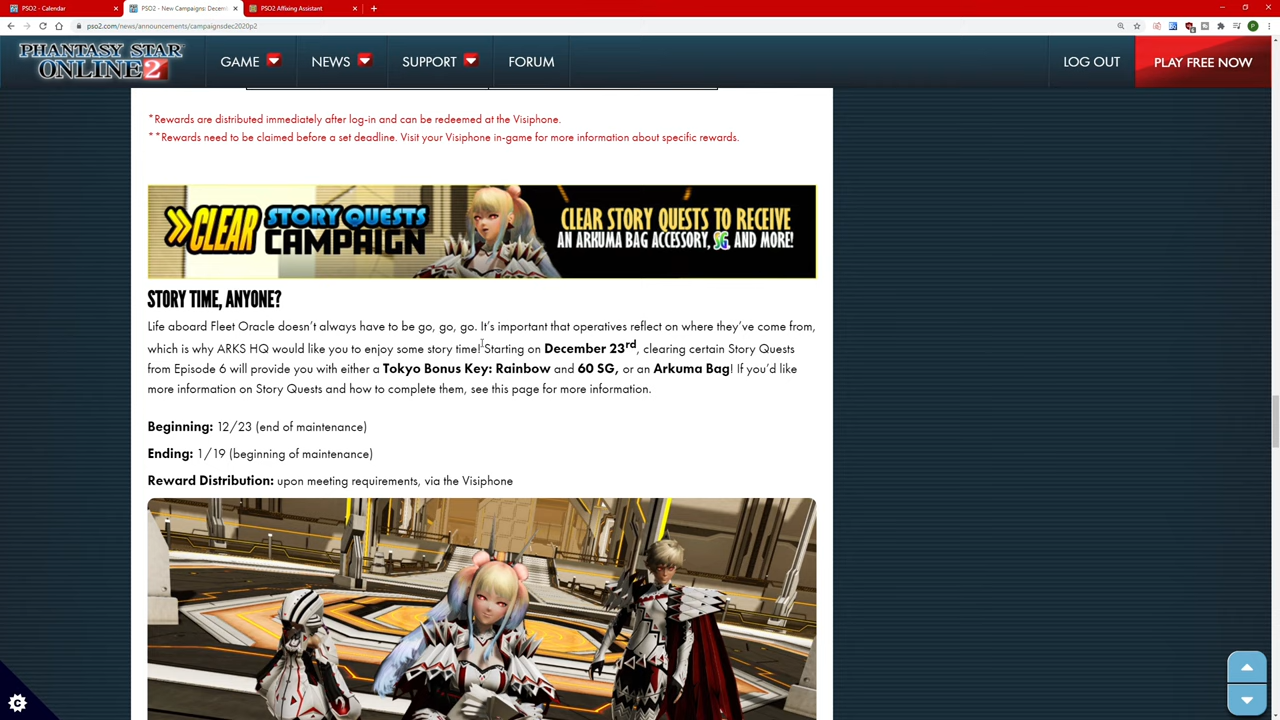 PSO2 - Calendar
PSO2 - New Campaigns: Decem
PSO2 Affixing Assistant
pso2.com/news/announcements/campaignsdec2020p2
PHANTASY STAR
ONLINE 2
GAME
NEWS
SUPPORT
FORUM
LOG OUT
PLAY FREE NOW
*Rewards are distributed immediately after log-in and can be redeemed at the Visiphone.
**Rewards need to be claimed before a set deadline. Visit your Visiphone in-game for more information about specific rewards.
CLEAR STORY QUESTS CAMPAIGN
CLEAR STORY QUESTS TO RECEIVE
AN ARKUMA BAG ACCESSORY, SG, AND MORE!
STORY TIME, ANYONE?
Life aboard Fleet Oracle doesn't always have to be go, go, go. It's important that operatives reflect on where they've come from,
which is why ARKS HQ would like you to enjoy some story time! Starting on December 23rd, clearing certain Story Quests
from Episode 6 will provide you with either a Tokyo Bonus Key: Rainbow and 60 SG, or an Arkuma Bag! If you'd like
more information on Story Quests and how to complete them, see this page for more information.
Beginning: 12/23 (end of maintenance)
Ending: 1/19 (beginning of maintenance)
Reward Distribution: upon meeting requirements, via the Visiphone